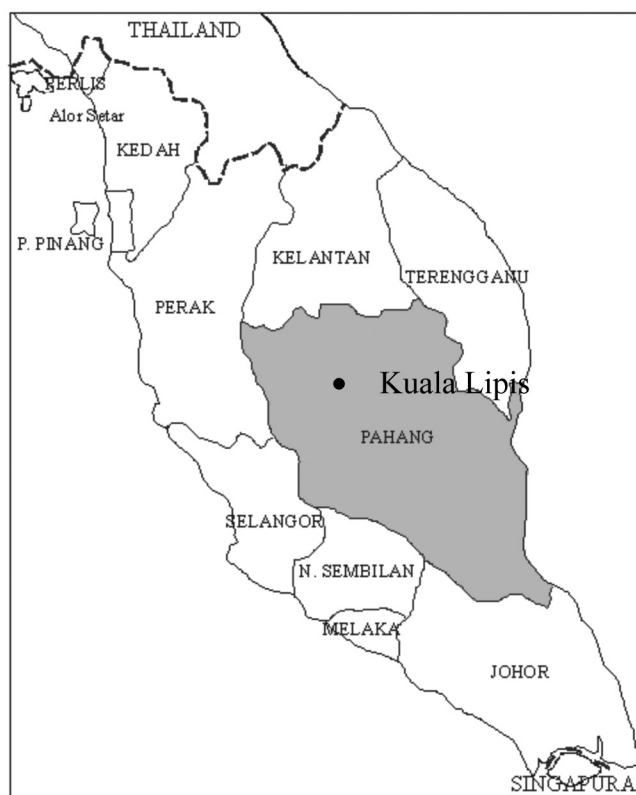 THAILAND
PERLIS
Alor Setar
KEDAH
P. PINANG
KELANTAN
TERENGGANU
PERAK
Kuala Lipis
PAHANG
SELANGOR
N. SEMBILAN
MELAKA
JOHOR
SINGAPURA